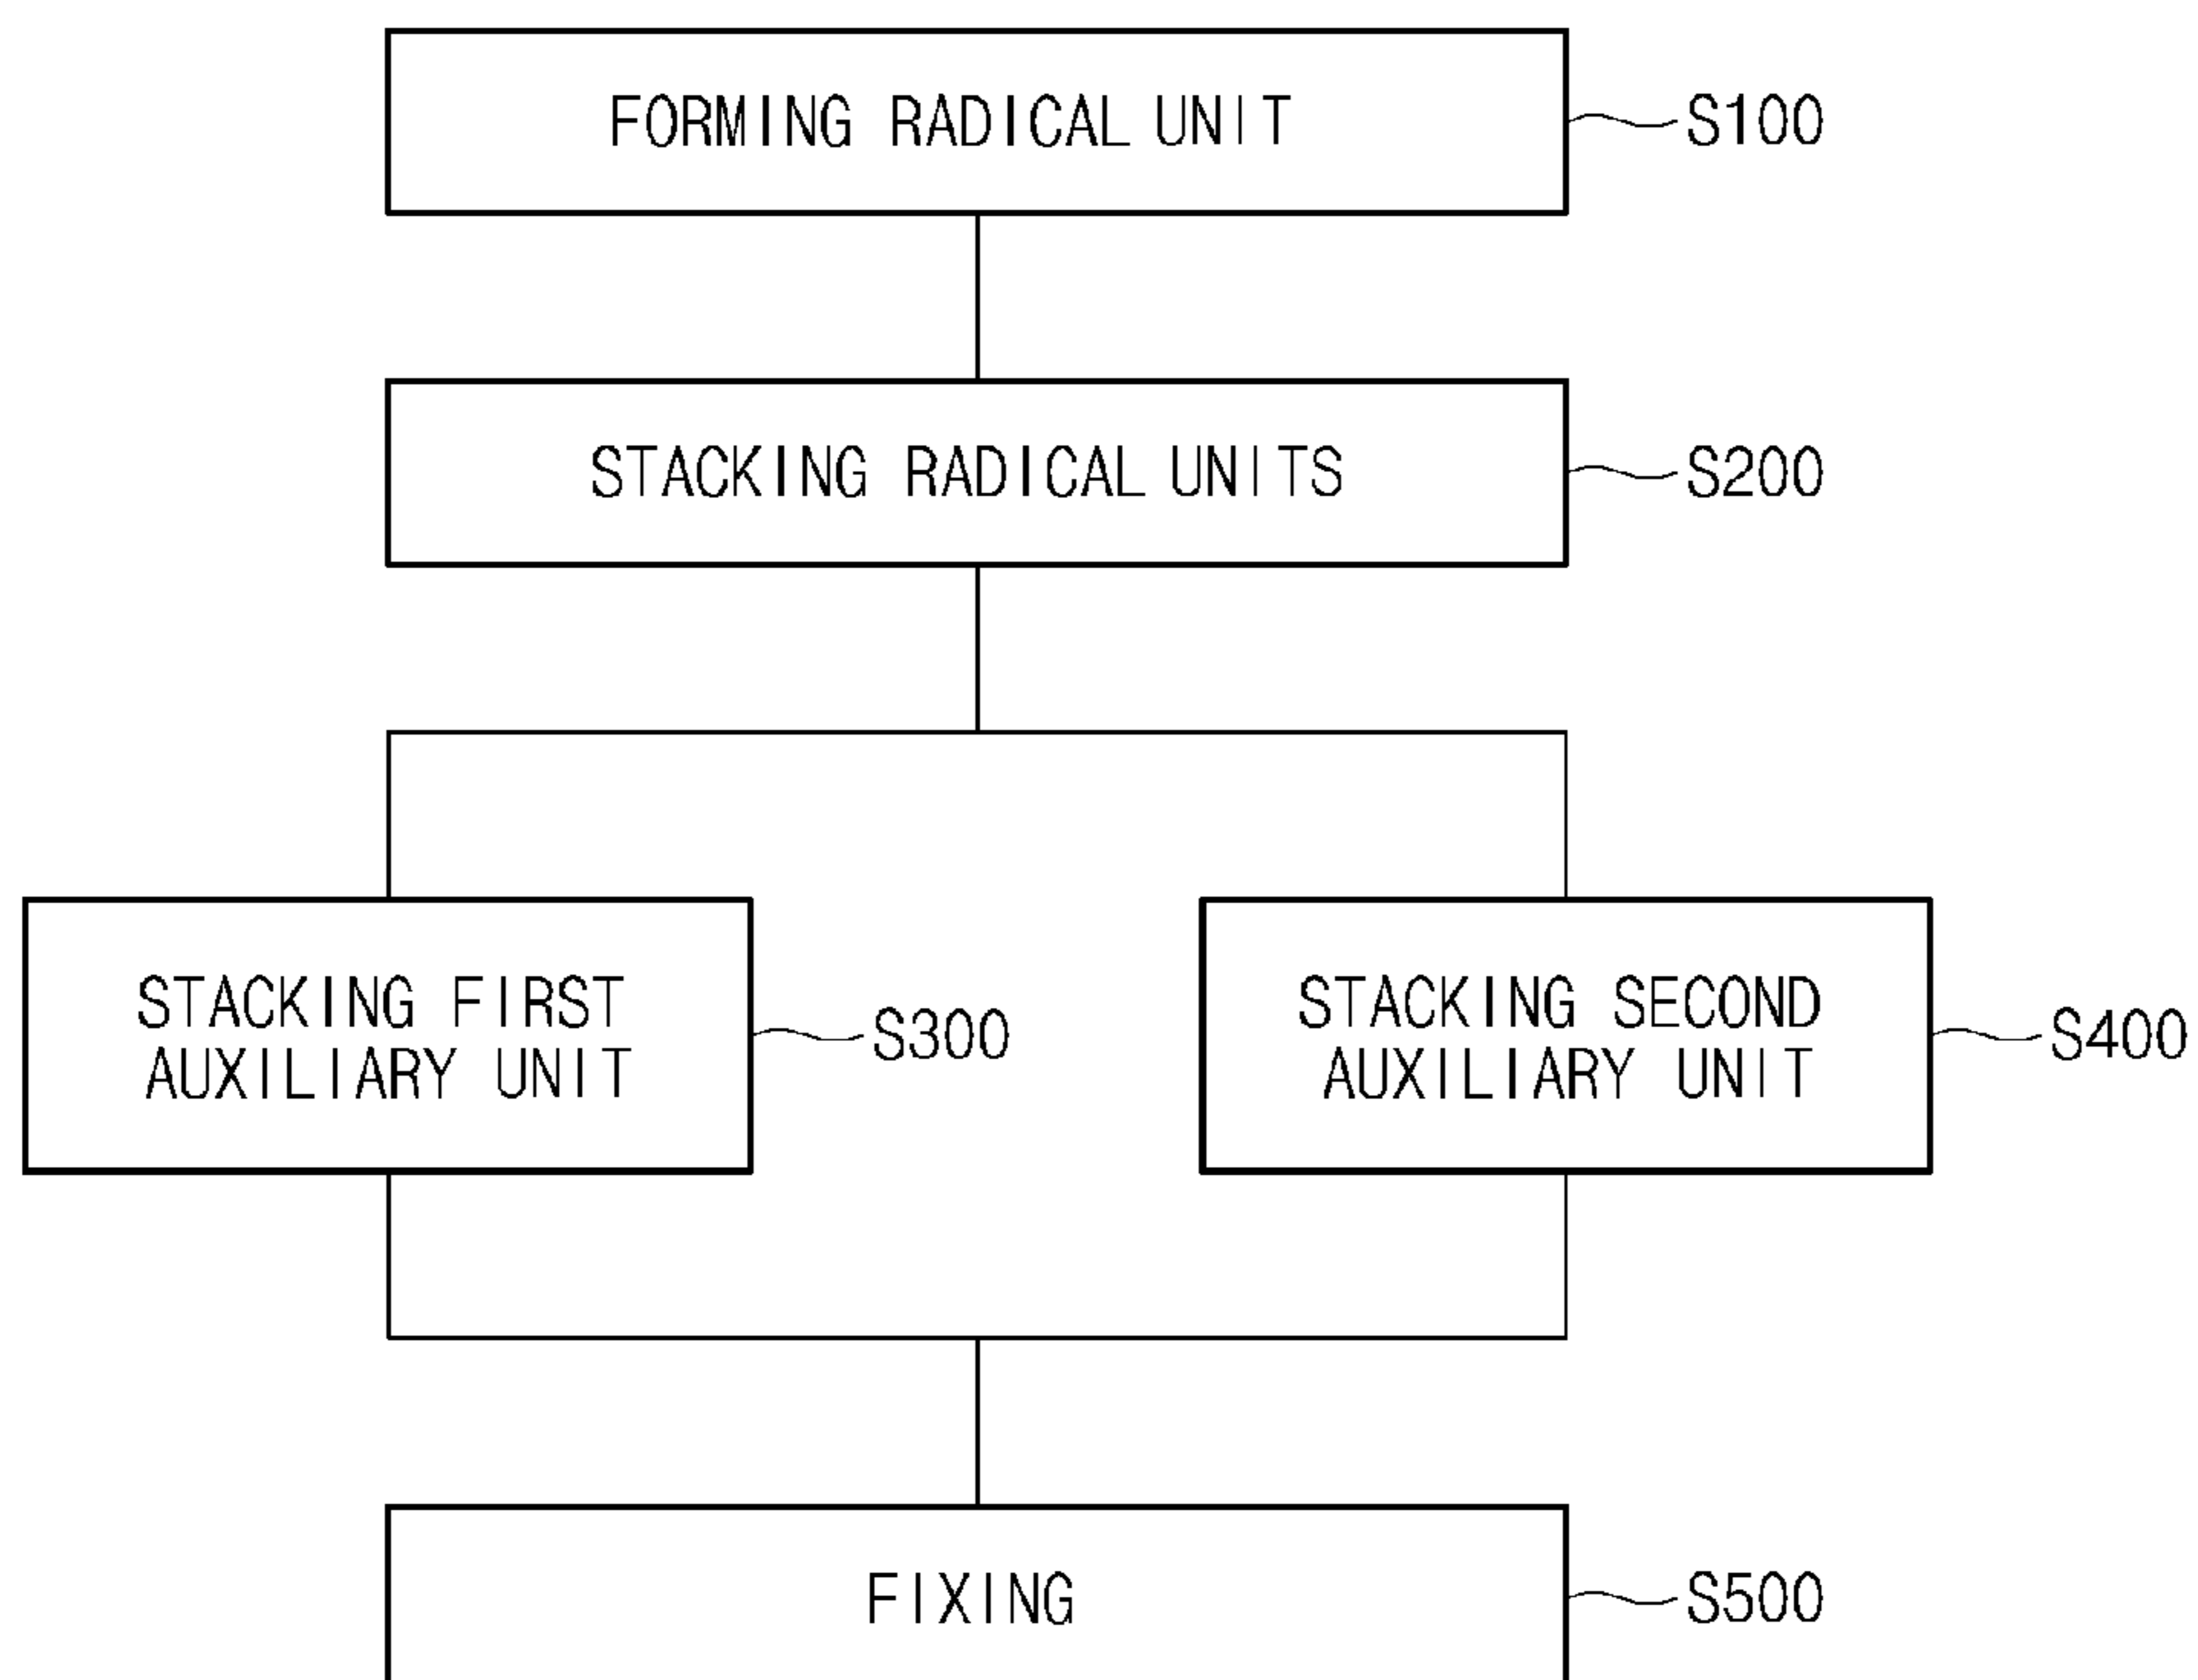 FORMING RADICAL UNIT
S100
STACKING RADICAL UNITS
S200
STACKING FIRST
AUXILIARY UNIT
S300
STACKING SECOND
AUXILIARY UNIT
S400
FIXING
S500